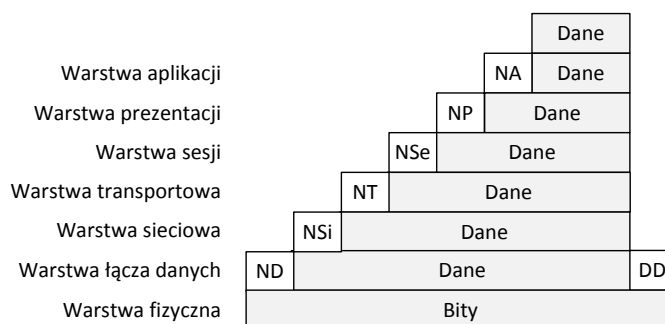 Dane
Warstwa aplikacji NA Dane
Warstwa prezentacji NP Dane
Warstwa sesji NSe Dane
Warstwa transportowa NT Dane
Warstwa sieciowa NSi Dane
Warstwa łącza danych ND Dane DD
Warstwa fizyczna Bity